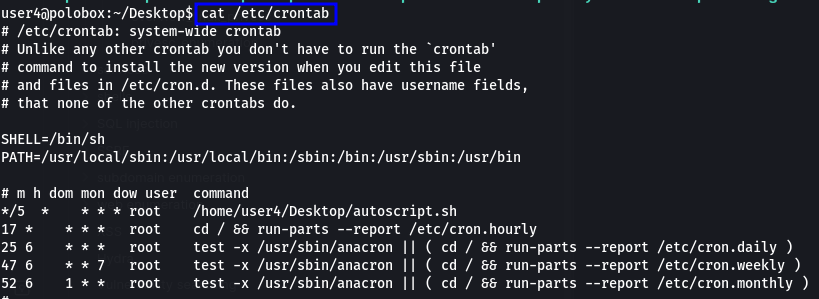 user4@polobox:~/Desktop$ cat /etc/crontab
# /etc/crontab: system-wide crontab
# Unlike any other crontab you don't have to run the `crontab'
# command to install the new version when you edit this file
# and files in /etc/cron.d. These files also have username fields,
# that none of the other crontabs do.
SHELL=/bin/sh
PATH=/usr/local/sbin:/usr/local/bin:/sbin:/bin:/usr/sbin:/usr/bin
# m h dom mon dow user  command
*/5  *    * * * root    /home/user4/Desktop/autoscript.sh
17 *    * * *   root    cd / && run-parts --report /etc/cron.hourly
25 6    * * *   root    test -x /usr/sbin/anacron || ( cd / && run-parts --report /etc/cron.daily )
47 6    * * 7   root    test -x /usr/sbin/anacron || ( cd / && run-parts --report /etc/cron.weekly )
52 6    1 * *   root    test -x /usr/sbin/anacron || ( cd / && run-parts --report /etc/cron.monthly )
#